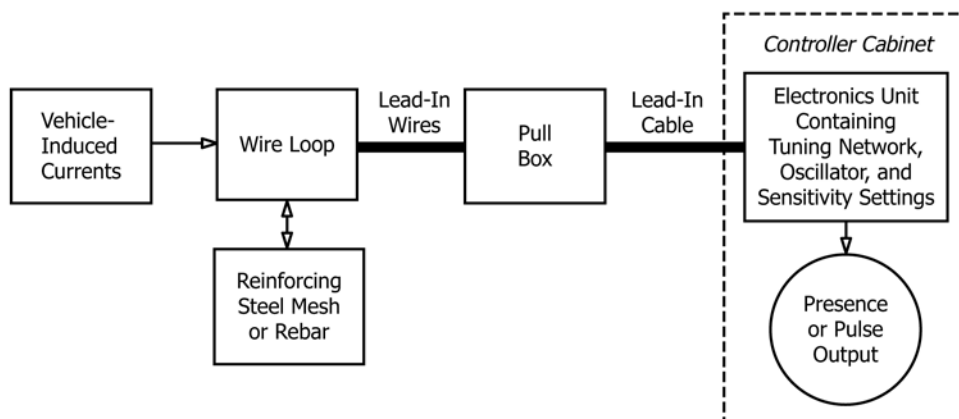 Controller Cabinet
Vehicle-
Induced
Currents
Wire Loop
Lead-In
Wires
Pull
Box
Lead-In
Cable
Electronics Unit
Containing
Tuning Network,
Oscillator, and
Sensitivity Settings
Reinforcing
Steel Mesh
or Rebar
Presence
or Pulse
Output